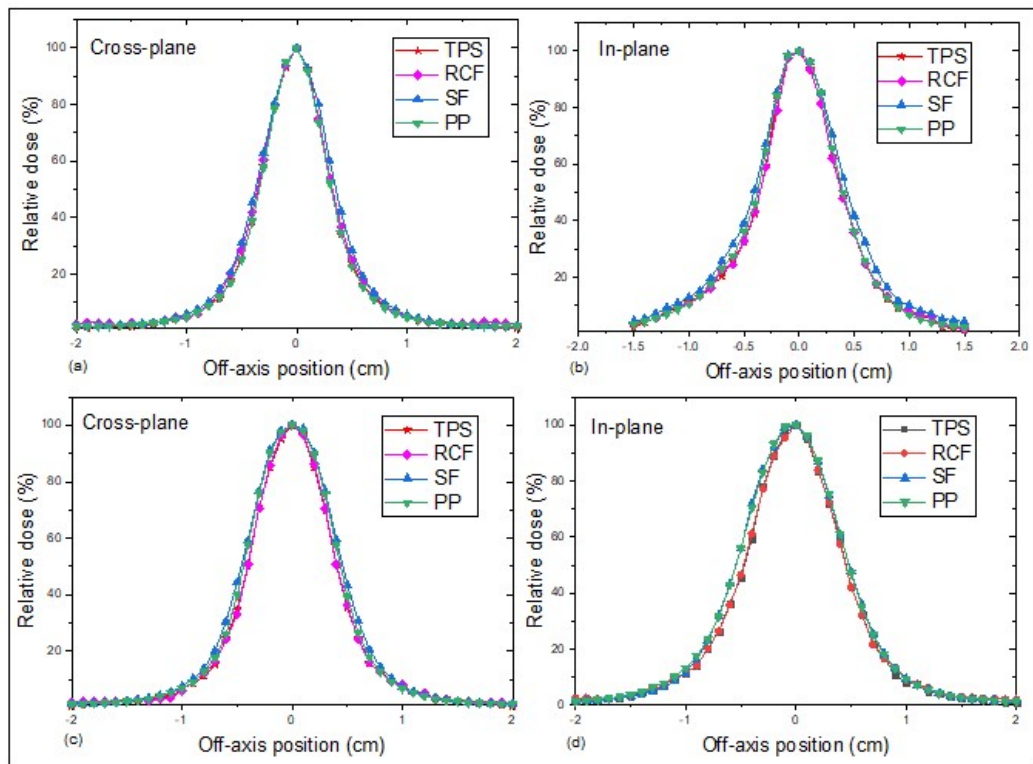 Cross-plane
TPS
RCF
SF
PP
Relative dose (%)
100
80
60
40
20
-2
-1
0
1
2
(a)
Off-axis position (cm)
In-plane
TPS
RCF
SF
PP
Relative dose (%)
100
80
60
40
20
-2.0
-1.5
-1.0
-0.5
0.0
0.5
1.0
1.5
2.0
(b)
Off-axis position (cm)
Cross-plane
TPS
RCF
SF
PP
Relative dose (%)
100
80
60
40
20
-2
-1
0
1
2
(c)
Off-axis position (cm)
In-plane
TPS
RCF
SF
PP
Relative dose (%)
100
80
60
40
20
0
-2
-1
0
1
2
(d)
Off-axis position (cm)